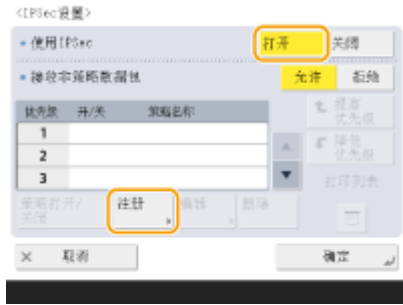 <IPSec设置>
使用IPSec
打开
关闭
接收非策略数据包
允许
拒绝
优先级 开/关 策略名称
1
2
3
提高
优先级
降低
优先级
打印列表
策略打开/
关闭
注册
编辑
删除
取消
确定